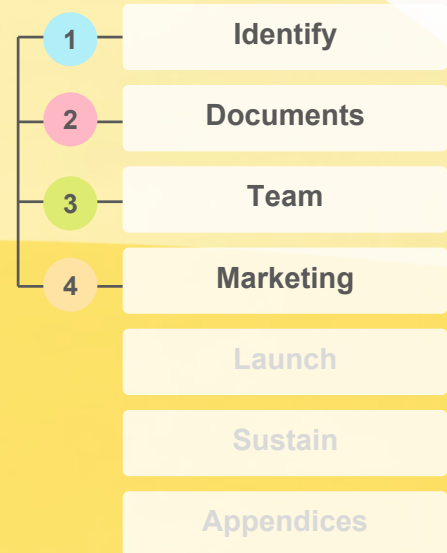 1 Identify
2 Documents
3 Team
4 Marketing
Launch
Sustain
Appendices